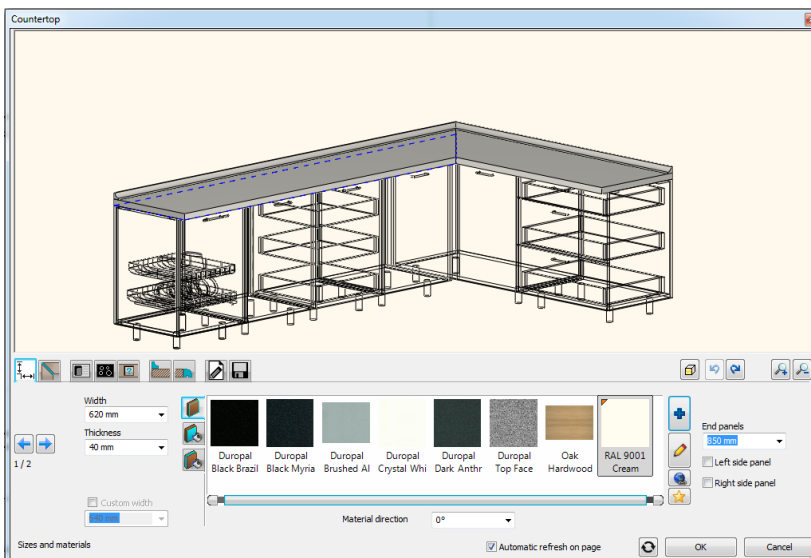 Countertop
Width
620 mm
Thickness
40 mm
1 / 2
Custom width
640 mm
Duropal
Black Brazil
Duropal
Black Myria
Duropal
Brushed Al
Duropal
Crystal Whi
Duropal
Dark Anthr
Duropal
Top Face
Oak
Hardwood
RAL 9001
Cream
End panels
850 mm
Left side panel
Right side panel
Material direction
0°
Sizes and materials
Automatic refresh on page
OK
Cancel